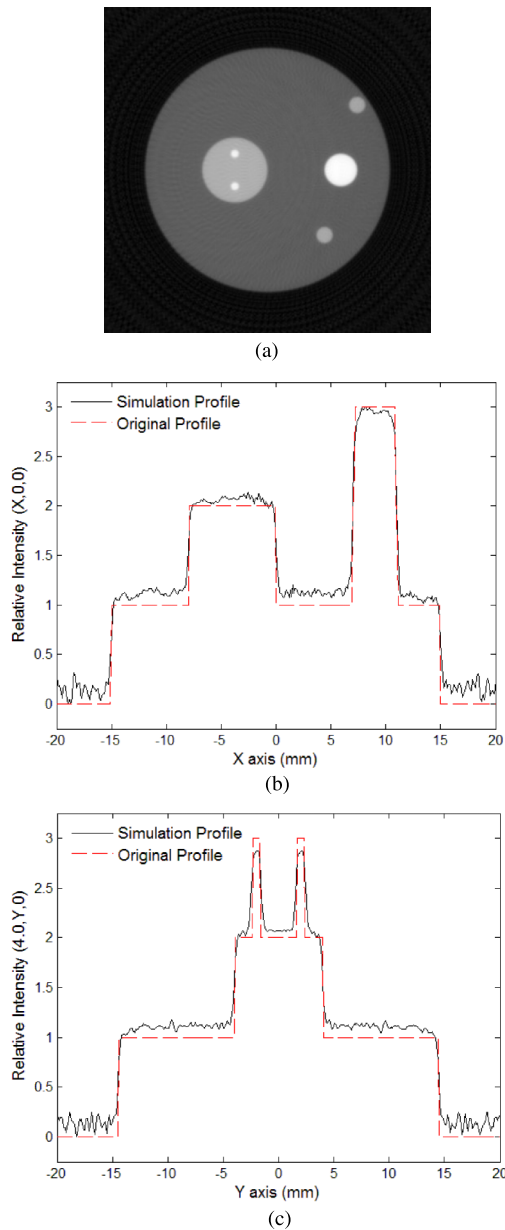 (a)
Simulation Profile
Original Profile
Relative Intensity (X,0,0)
3
2.5
2
1.5
1
0.5
0
-20 -15 -10 -5 0 5 10 15 20
X axis (mm)
(b)
Simulation Profile
Original Profile
Relative Intensity (4.0,Y,0)
3
2.5
2
1.5
1
0.5
0
-20 -15 -10 -5 0 5 10 15 20
Y axis (mm)
(c)